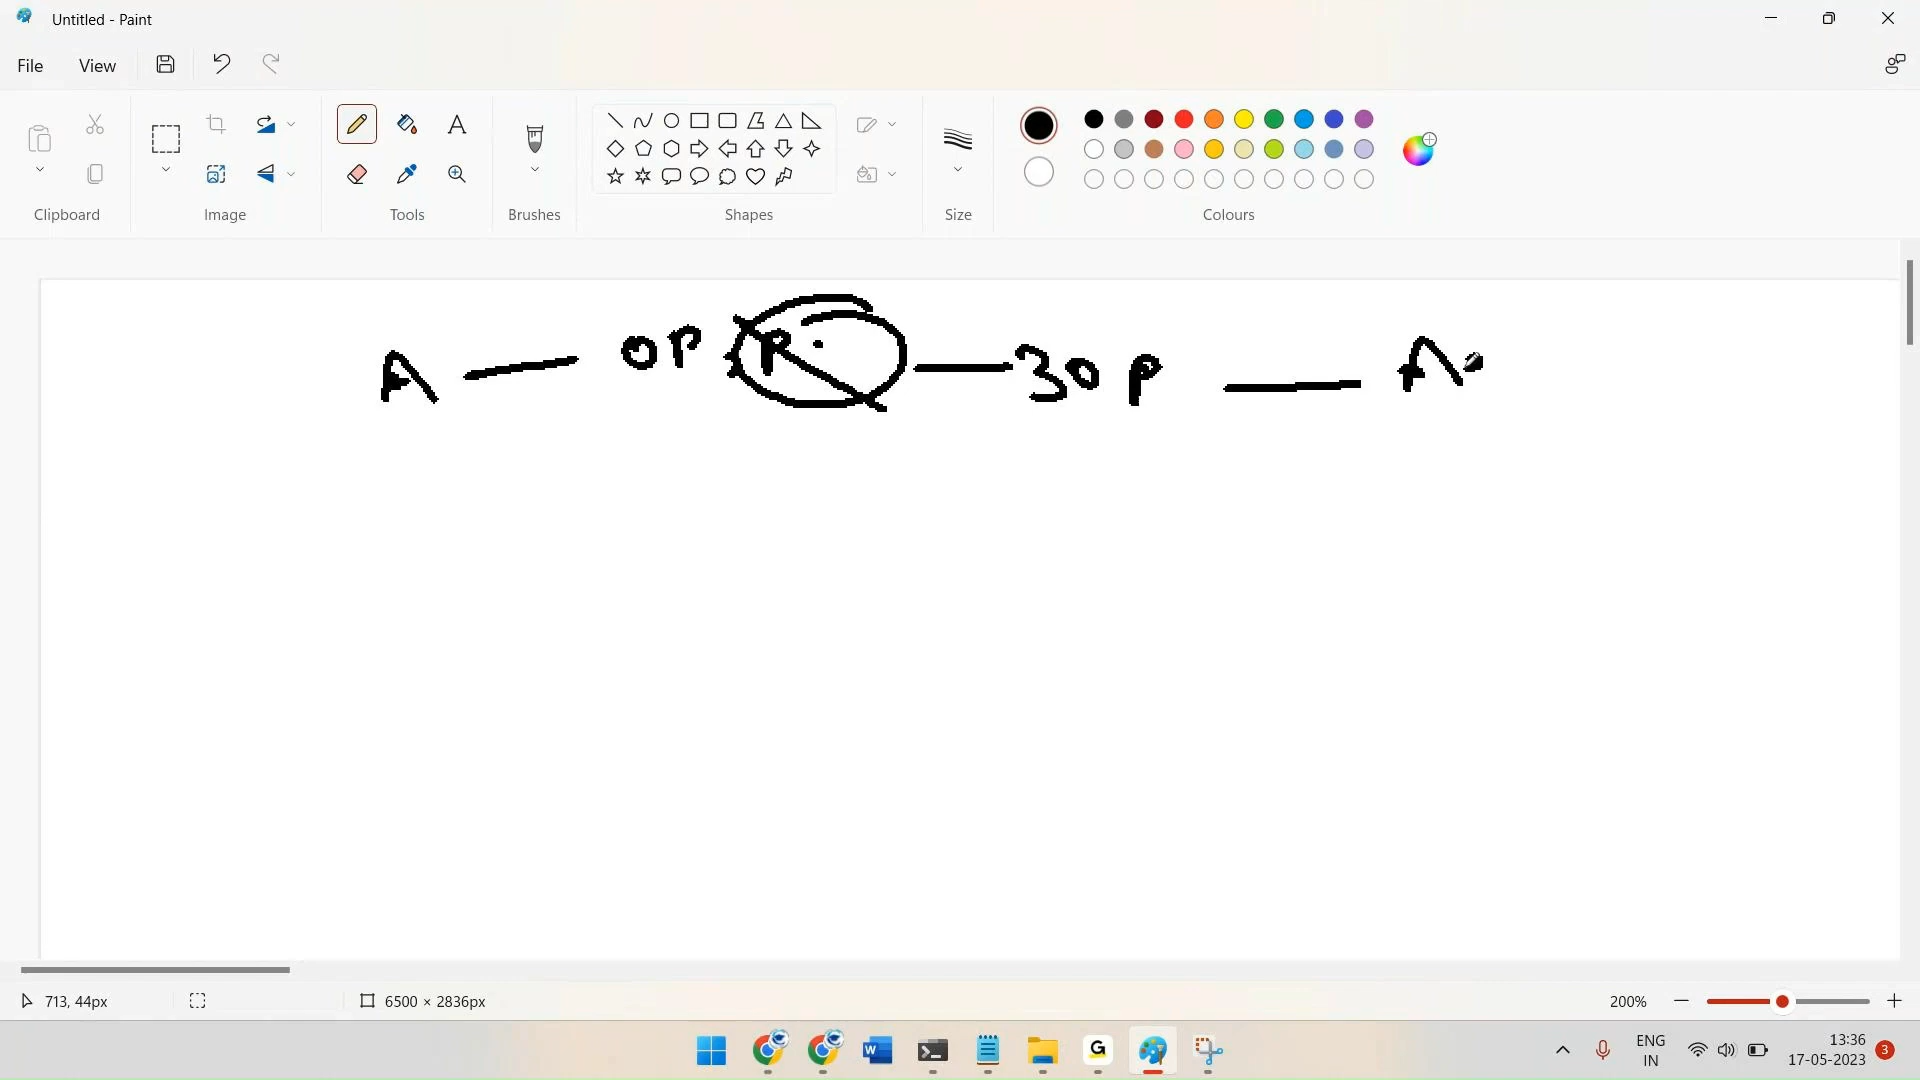 Untitled - Paint
File View
Clipboard Image Tools Brushes Shapes Size Colours
A — OP R. — 30 P — A
713, 44px 6500 × 2836px 200%
ENG 13:36
IN 17-05-2023 3